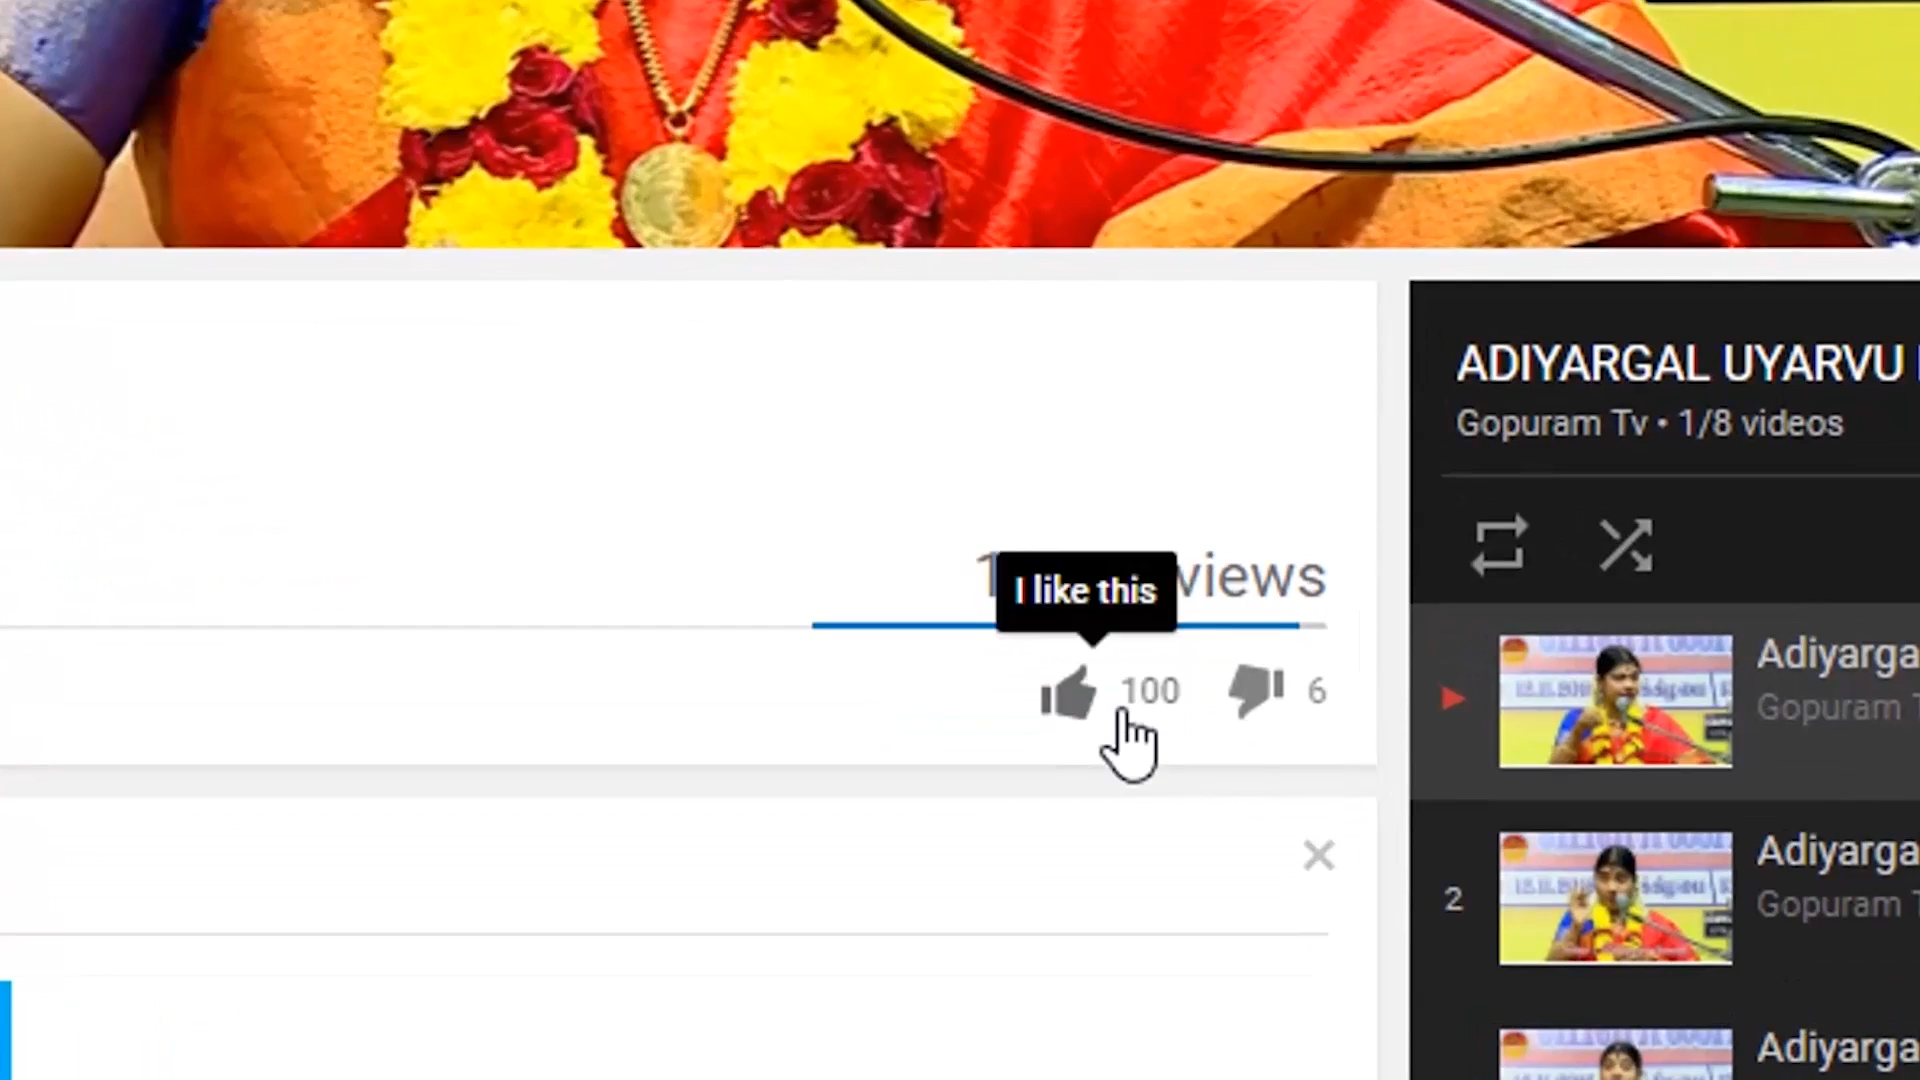 ADIYARGAL UYARVU
Gopuram Tv • 1/8 videos
views
I like this
100
6
Adiyarga
Gopuram T
2
Adiyarga
Gopuram T
Adiyarga